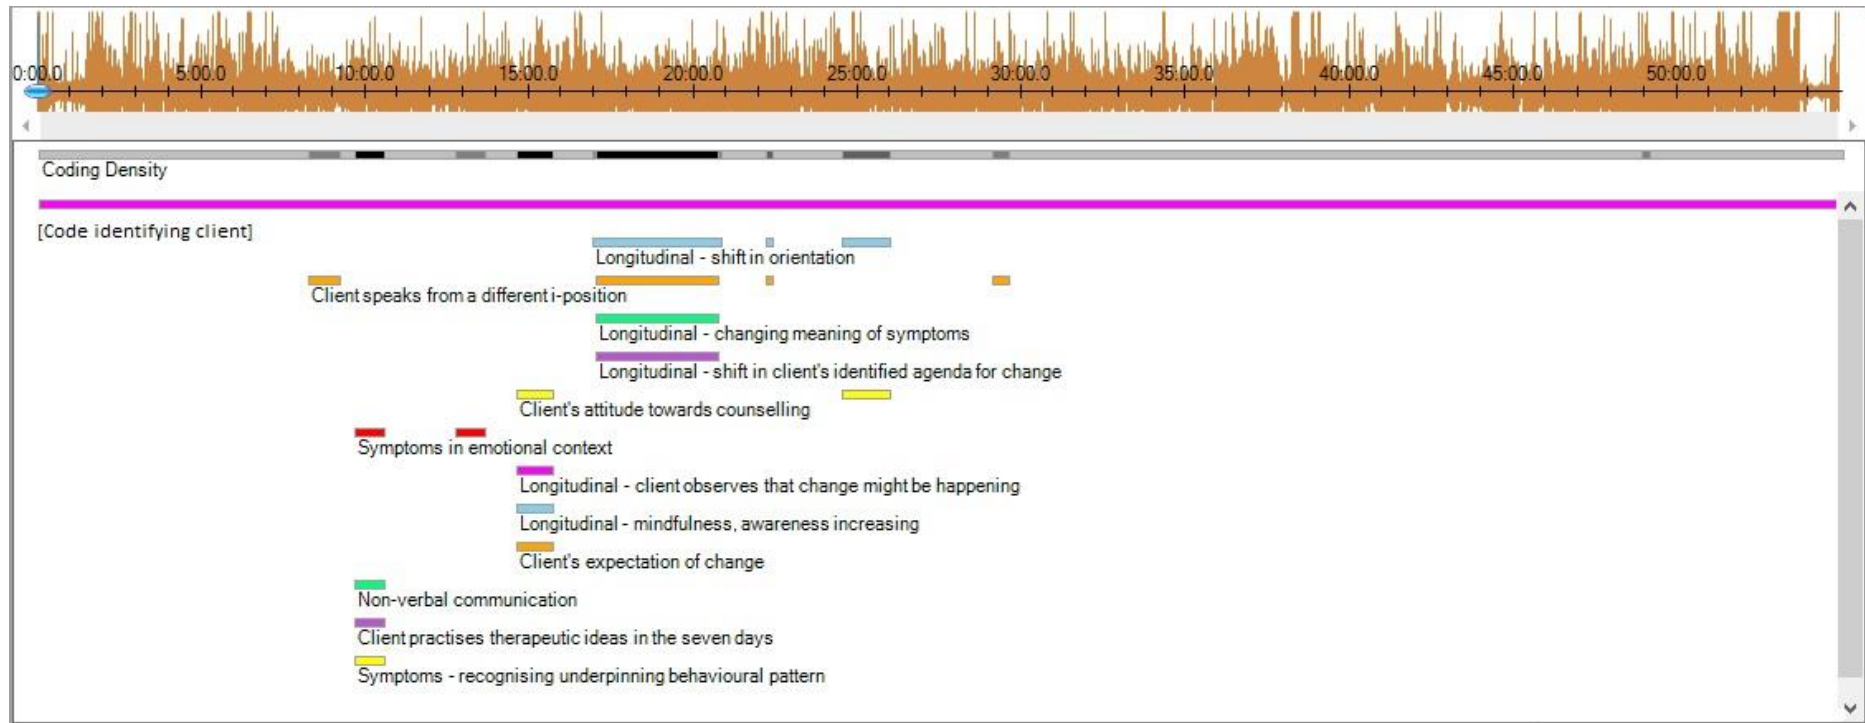 0:00.0 5:00.0 10:00.0 15:00.0 20:00.0 25:00.0 30:00.0 35:00.0 40:00.0 45:00.0 50:00.0
Coding Density
[Code identifying client]
Longitudinal - shift in orientation
Client speaks from a different i-position
Longitudinal - changing meaning of symptoms
Longitudinal - shift in client's identified agenda for change
Client's attitude towards counselling
Symptoms in emotional context
Longitudinal - client observes that change might be happening
Longitudinal - mindfulness, awareness increasing
Client's expectation of change
Non-verbal communication
Client practises therapeutic ideas in the seven days
Symptoms - recognising underpinning behavioural pattern